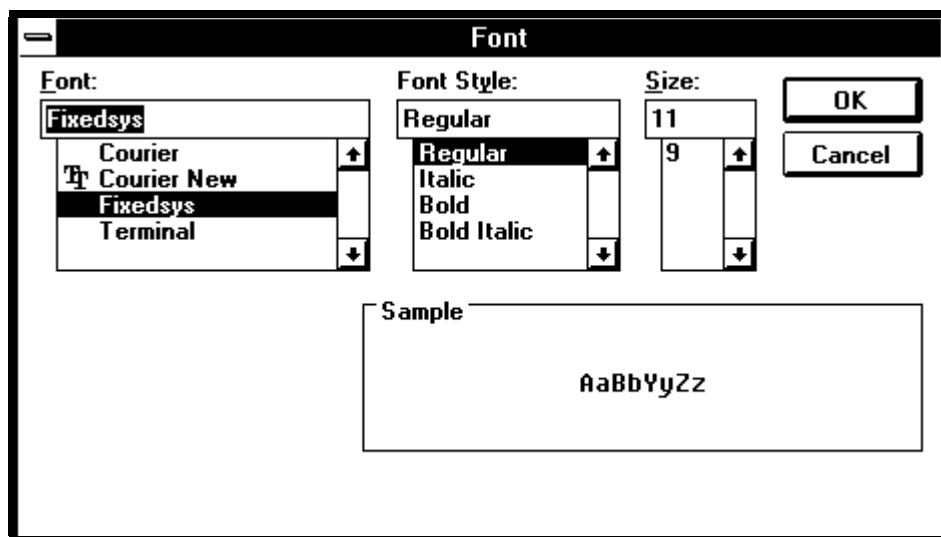 Font
Font:
Fixedsys
Courier
Courier New
Fixedsys
Terminal
Font Style:
Regular
Regular
Italic
Bold
Bold Italic
Size:
11
9
OK
Cancel
Sample
AaBbYyZz